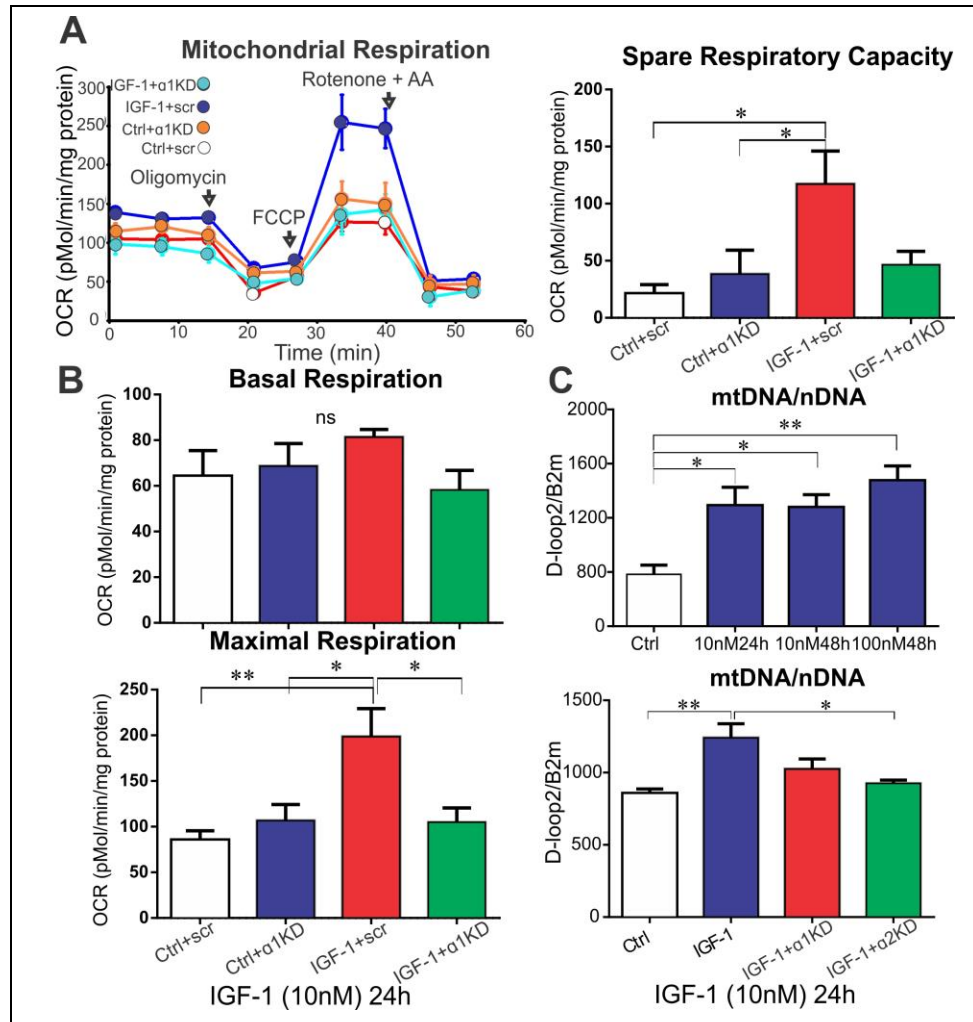 A
Mitochondrial Respiration
OCR (pMol/min/mg protein)
300
250
200
150
100
50
0
IGF-1+α1KD
IGF-1+scr
Ctrl+α1KD
Ctrl+scr
Oligomycin
FCCP
Rotenone + AA
0 10 20 30 40 50 60
Time (min)
Spare Respiratory Capacity
OCR (pMol/min/mg protein)
200
150
100
50
0
*
*
Ctrl+scr Ctrl+α1KD IGF-1+scr IGF-1+α1KD
B
Basal Respiration
OCR (pMol/min/mg protein)
100
80
60
40
20
0
ns
Maximal Respiration
OCR (pMol/min/mg protein)
250
200
150
100
50
0
** * *
Ctrl+scr Ctrl+α1KD IGF-1+scr IGF-1+α1KD
IGF-1 (10nM) 24h
C
mtDNA/nDNA
D-loop2/B2m
2000
1600
1200
800
0
**
*
*
Ctrl 10nM24h 10nM48h 100nM48h
mtDNA/nDNA
D-loop2/B2m
1500
1000
500
0
** *
Ctrl IGF-1 IGF-1+α1KD IGF-1+α2KD
IGF-1 (10nM) 24h